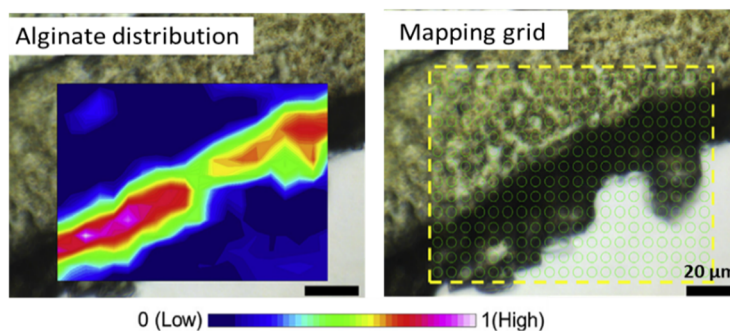 Alginate distribution
Mapping grid
20 µm
0 (Low)
1(High)